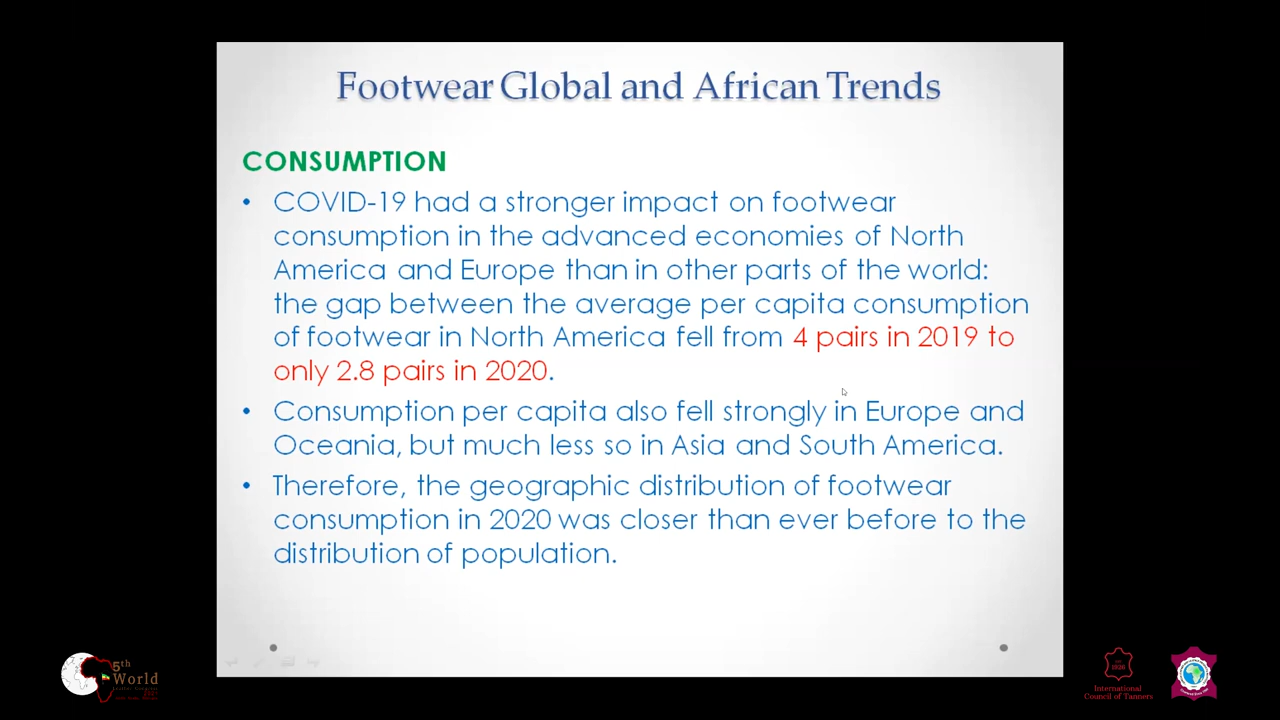 Footwear Global and African Trends
CONSUMPTION
• COVID-19 had a stronger impact on footwear
consumption in the advanced economies of North
America and Europe than in other parts of the world:
the gap between the average per capita consumption
of footwear in North America fell from 4 pairs in 2019 to
only 2.8 pairs in 2020.
• Consumption per capita also fell strongly in Europe and
Oceania, but much less so in Asia and South America.
• Therefore, the geographic distribution of footwear
consumption in 2020 was closer than ever before to the
distribution of population.
5th
World
International
Council of Tanners